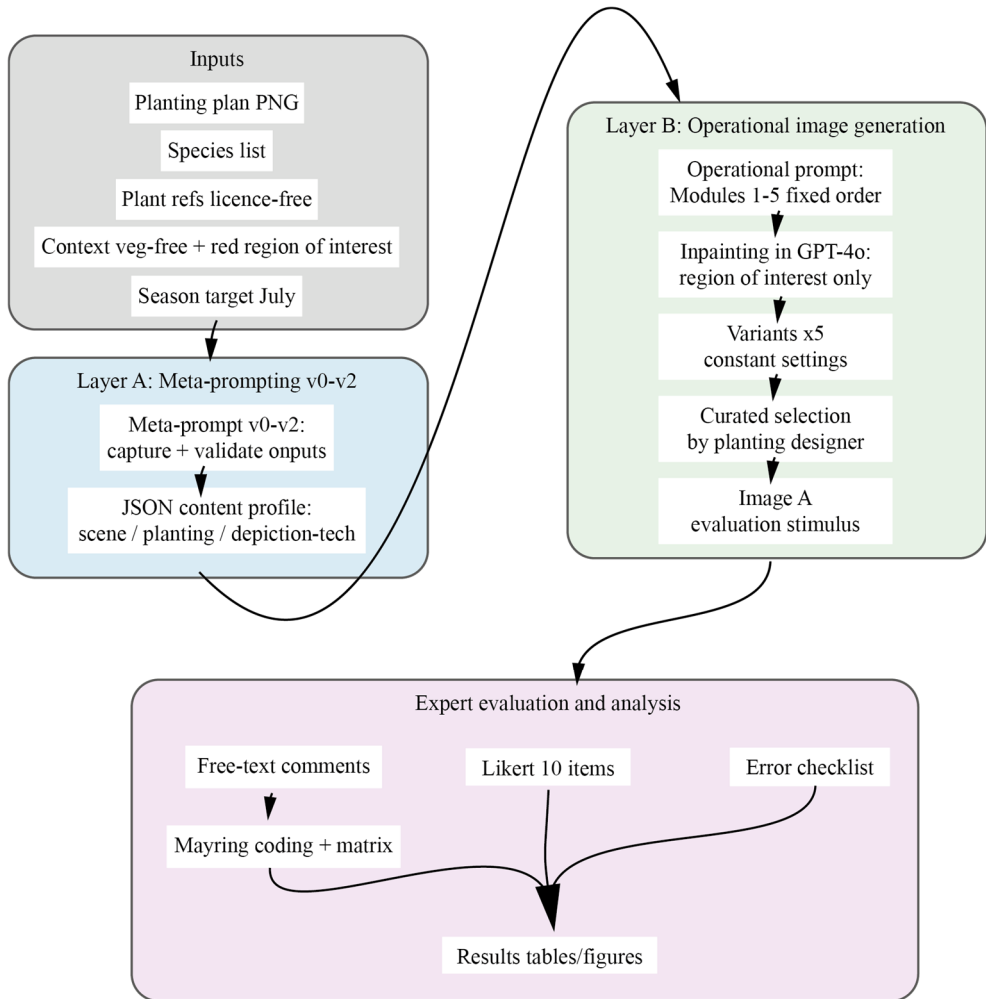 Inputs
Planting plan PNG
Species list
Plant refs licence-free
Context veg-free + red region of interest
Season target July
Layer A: Meta-prompting v0-v2
Meta-prompt v0-v2:
capture + validate onputs
JSON content profile:
scene / planting / depiction-tech
Layer B: Operational image generation
Operational prompt:
Modules 1-5 fixed order
Inpainting in GPT-4o:
region of interest only
Variants x5
constant settings
Curated selection
by planting designer
Image A
evaluation stimulus
Expert evaluation and analysis
Free-text comments
Likert 10 items
Error checklist
Mayring coding + matrix
Results tables/figures